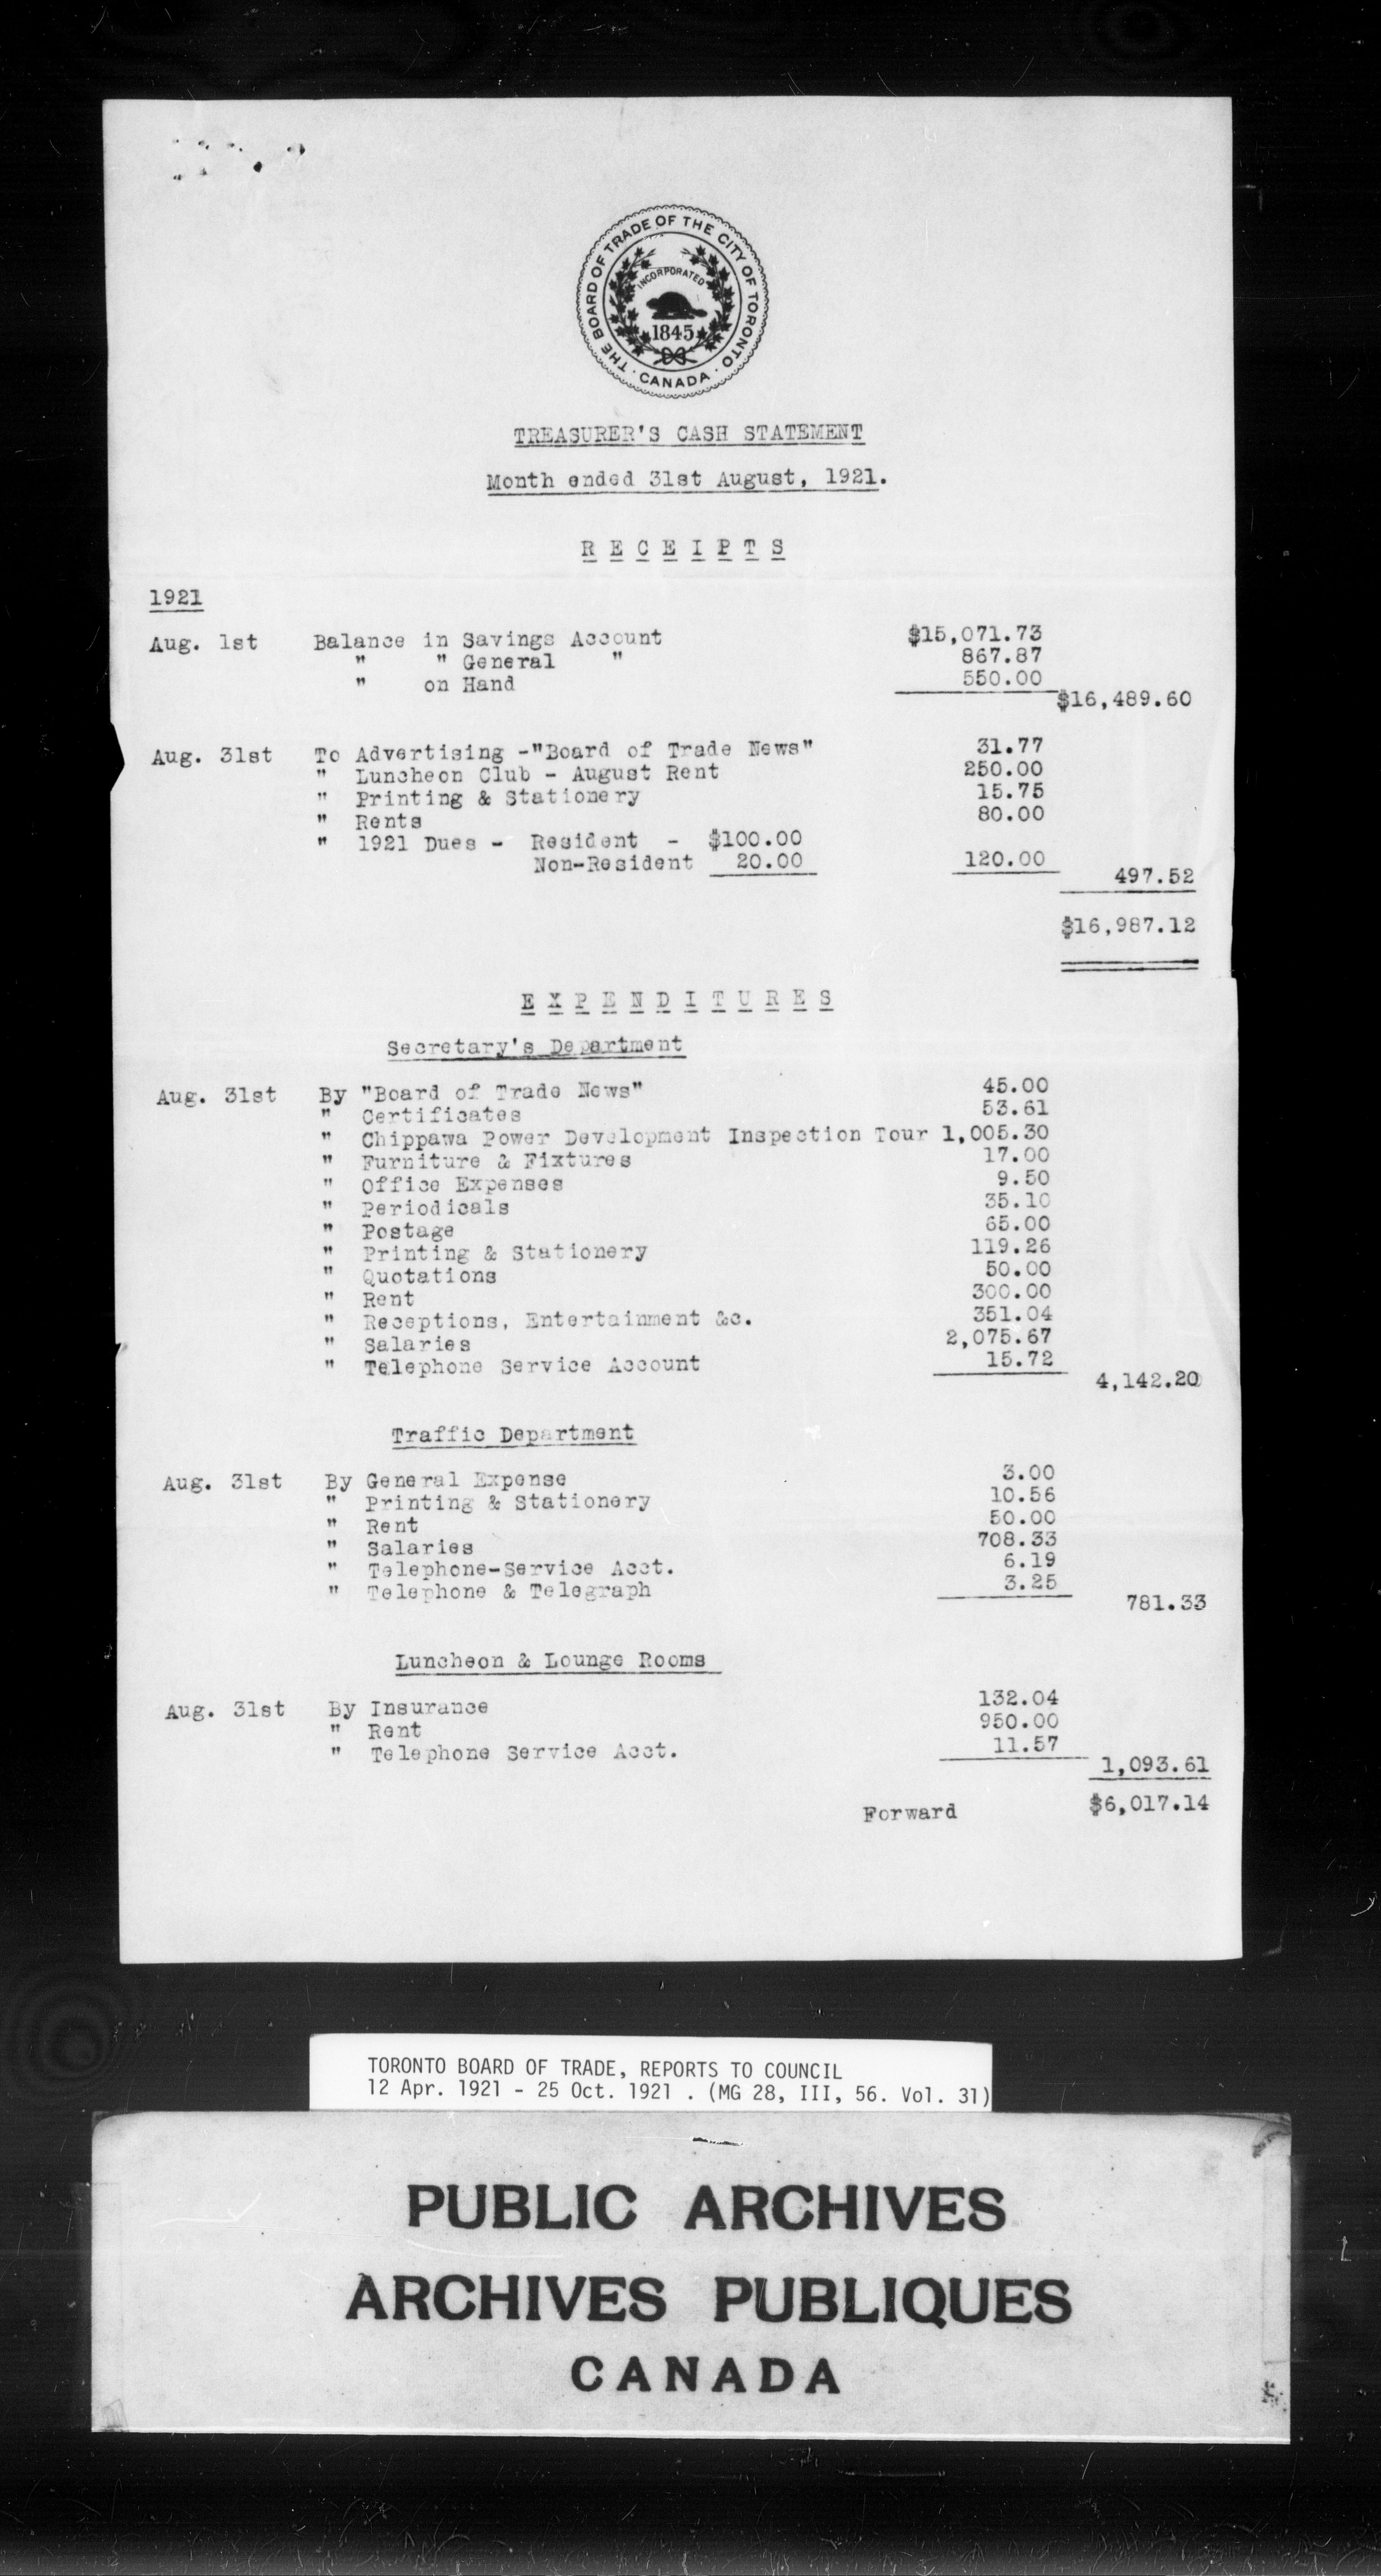 THE BOARD OF TRADE OF THE CITY OF TORONTO
INCORPORATED
1845
CANADA
TREASURER'S CASH STATEMENT
Month ended 31st August, 1921.
RECEIPTS
1921
Aug. 1st Balance in Savings Account $15,071.73
" " General " 867.87
" on Hand 550.00
$16,489.60
Aug. 31st To Advertising -"Board of Trade News" 31.77
" Luncheon Club - August Rent 250.00
" Printing & Stationery 15.75
" Rents 80.00
" 1921 Dues - Resident - $100.00
Non-Resident 20.00 120.00
497.52
$16,987.12
EXPENDITURES
Secretary's Department
Aug. 31st By "Board of Trade News" 45.00
" Certificates 53.61
" Chippawa Power Development Inspection Tour 1,005.30
" Furniture & Fixtures 17.00
" Office Expenses 9.50
" Periodicals 35.10
" Postage 65.00
" Printing & Stationery 119.26
" Quotations 50.00
" Rent 300.00
" Receptions, Entertainment &c. 351.04
" Salaries 2,075.67
" Telephone Service Account 15.72
4,142.20
Traffic Department
Aug. 31st By General Expense 3.00
" Printing & Stationery 10.56
" Rent 50.00
" Salaries 708.33
" Telephone-Service Acct. 6.19
" Telephone & Telegraph 3.25
781.33
Luncheon & Lounge Rooms
Aug. 31st By Insurance 132.04
" Rent 950.00
" Telephone Service Acct. 11.57
1,093.61
Forward $6,017.14
TORONTO BOARD OF TRADE, REPORTS TO COUNCIL
12 Apr. 1921 - 25 Oct. 1921 . (MG 28, III, 56. Vol. 31)
PUBLIC ARCHIVES
ARCHIVES PUBLIQUES
CANADA